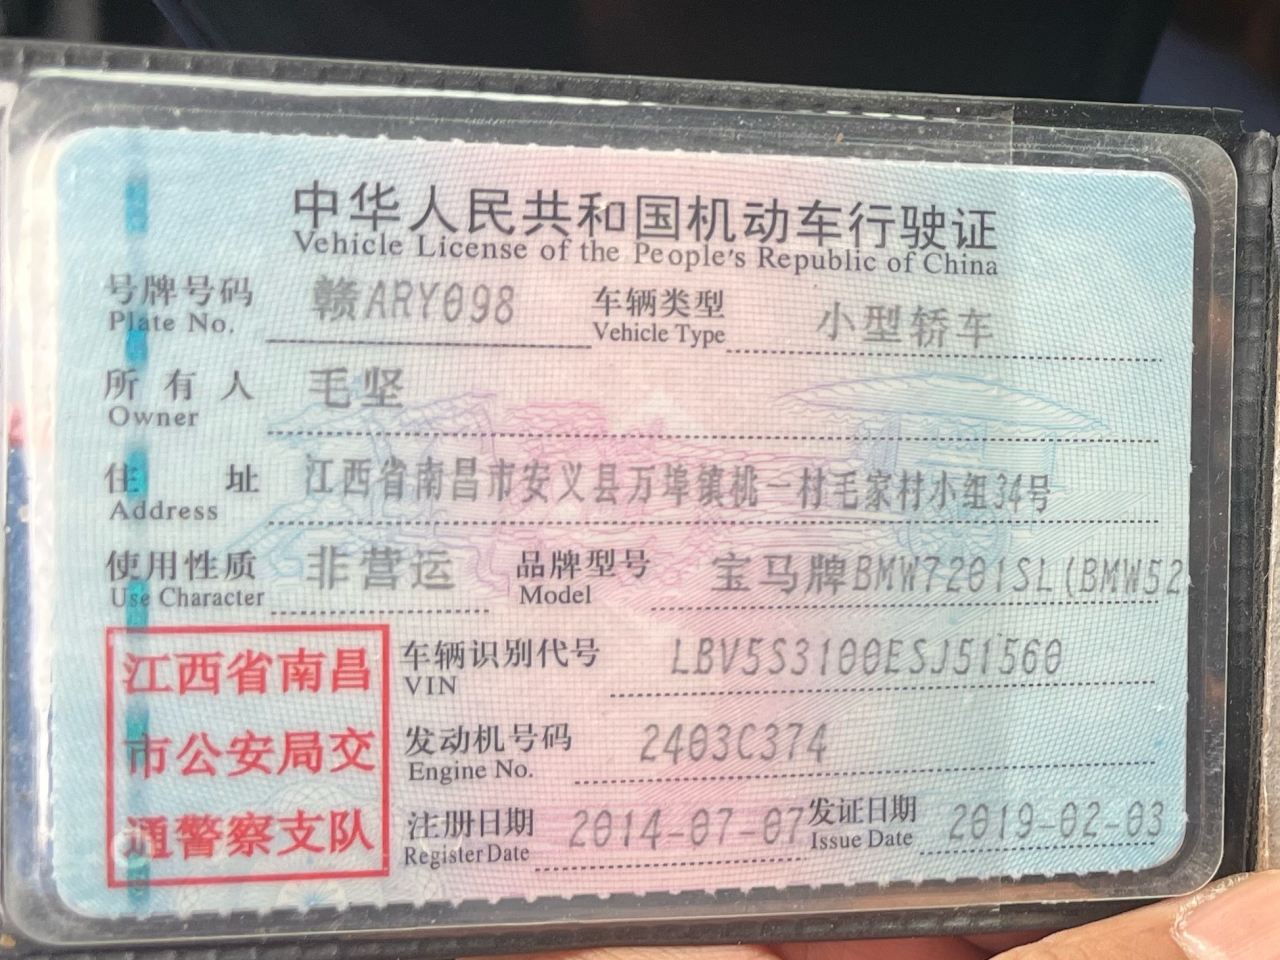 中华人民共和国机动车行驶证
Vehicle License of the People's Republic of China
号牌号码 赣ARY098 车辆类型 小型轿车
Plate No. Vehicle Type
所有人 毛坚
Owner
住址 江西省南昌市安义县万埠镇桃一村毛家村小组34号
Address
使用性质 非营运 品牌型号 宝马牌BMW7201SL(BMW52
Use Character Model
江西省南昌
市公安局交
通警察支队
车辆识别代号 LBV5S3100ESJ51560
VIN
发动机号码 2403C374
Engine No.
注册日期 2014-07-07 发证日期 2019-02-03
Register Date Issue Date